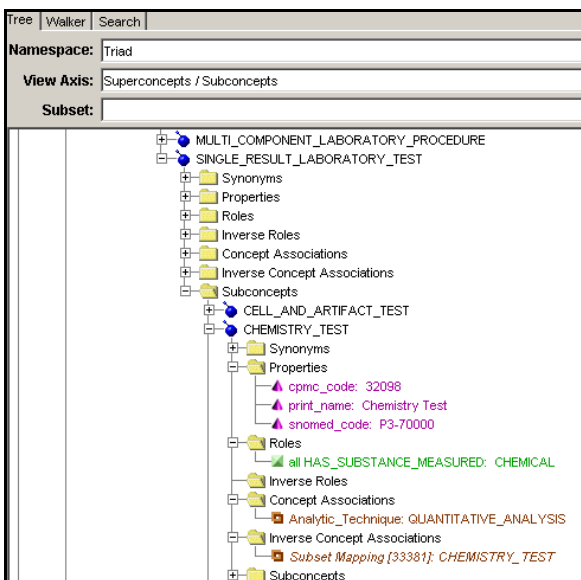 Tree Walker Search
Namespace: Triad
View Axis: Superconcepts / Subconcepts
Subset:
MULTI_COMPONENT_LABORATORY_PROCEDURE
SINGLE_RESULT_LABORATORY_TEST
Synonyms
Properties
Roles
Inverse Roles
Concept Associations
Inverse Concept Associations
Subconcepts
CELL_AND_ARTIFACT_TEST
CHEMISTRY_TEST
Synonyms
Properties
cpmc_code: 32098
print_name: Chemistry Test
snomed_code: P3-70000
Roles
all HAS_SUBSTANCE_MEASURED: CHEMICAL
Inverse Roles
Concept Associations
Analytic_Technique: QUANTITATIVE_ANALYSIS
Inverse Concept Associations
Subset Mapping [33381]: CHEMISTRY_TEST
Subconcepts